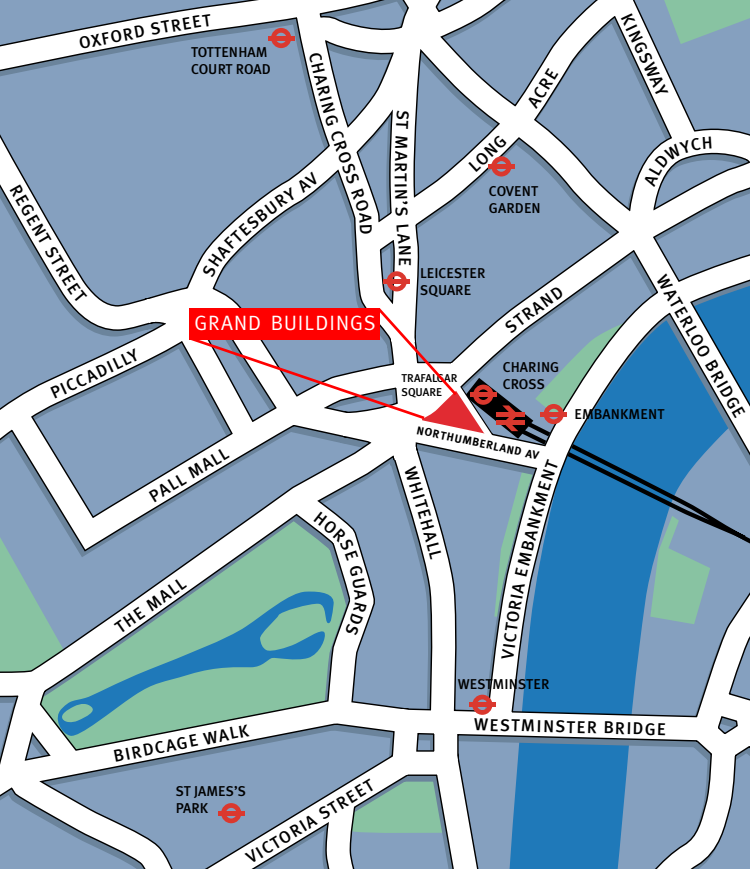 OXFORD STREET
TOTTENHAM
COURT ROAD
KINGSWAY
CHARING CROSS ROAD
ST MARTIN'S LANE
LONG ACRE
ALDWYCH
COVENT
GARDEN
REGENT STREET
SHAFTESBURY AV
LEICESTER
SQUARE
STRAND
WATERLOO BRIDGE
GRAND BUILDINGS
PICCADILLY
TRAFALGAR
SQUARE
CHARING
CROSS
EMBANKMENT
NORTHUMBERLAND AV
PALL MALL
WHITEHALL
HORSE GUARDS
VICTORIA EMBANKMENT
THE MALL
WESTMINSTER
WESTMINSTER BRIDGE
BIRDCAGE WALK
ST JAMES'S
PARK
VICTORIA STREET